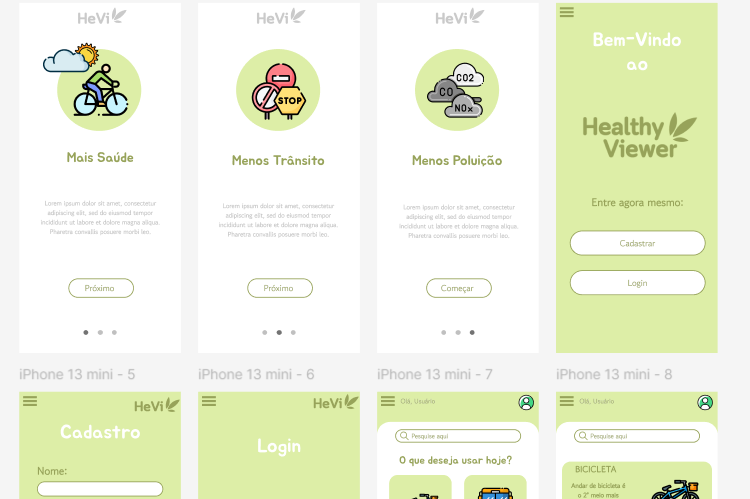 HeVi
Mais Saúde
Lorem ipsum dolor sit amet, consectetur
adipiscing elit, sed do eiusmod tempor
incididunt ut labore et dolore magna aliqua.
Pharetra convallis posuere morbi leo.
Próximo
HeVi
STOP
Menos Trânsito
Lorem ipsum dolor sit amet, consectetur
adipiscing elit, sed do eiusmod tempor
incididunt ut labore et dolore magna aliqua.
Pharetra convallis posuere morbi leo.
Próximo
HeVi
CO2
CO
NOx
Menos Poluição
Lorem ipsum dolor sit amet, consectetur
adipiscing elit, sed do eiusmod tempor
incididunt ut labore et dolore magna aliqua.
Pharetra convallis posuere morbi leo.
Começar
Bem-Vindo
ao
Healthy
Viewer
Entre agora mesmo:
Cadastrar
Login
iPhone 13 mini - 5
HeVi
Cadastro
Nome:
iPhone 13 mini - 6
HeVi
Login
iPhone 13 mini - 7
Olá, Usuário
Pesquise aqui
O que deseja usar hoje?
iPhone 13 mini - 8
Olá, Usuário
Pesquise aqui
BICICLETA
Andar de bicicleta é
o 2° meio mais